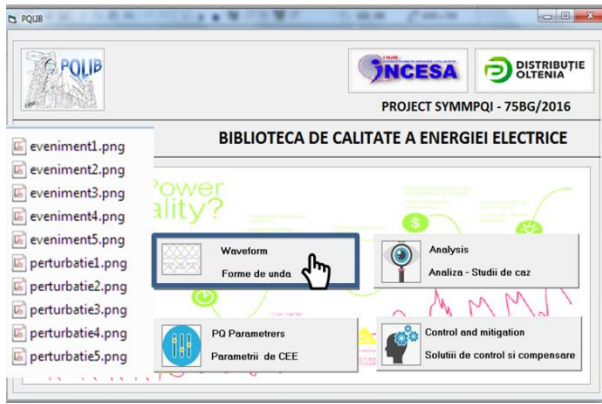 PQLIB
PQLIB
INCESA
DISTRIBUȚIE
OLTENIA
PROJECT SYMMPQI - 75BG/2016
BIBLIOTECA DE CALITATE A ENERGIEI ELECTRICE
eveniment1.png
eveniment2.png
eveniment3.png
eveniment4.png
eveniment5.png
perturbatie1.png
perturbatie2.png
perturbatie3.png
perturbatie4.png
perturbatie5.png
Power
ality?
Waveform
Forme de unda
Analysis
Analiza - Studii de caz
PQ Parametrers
Parametrii de CEE
Control and mitigation
Solutii de control si compensare